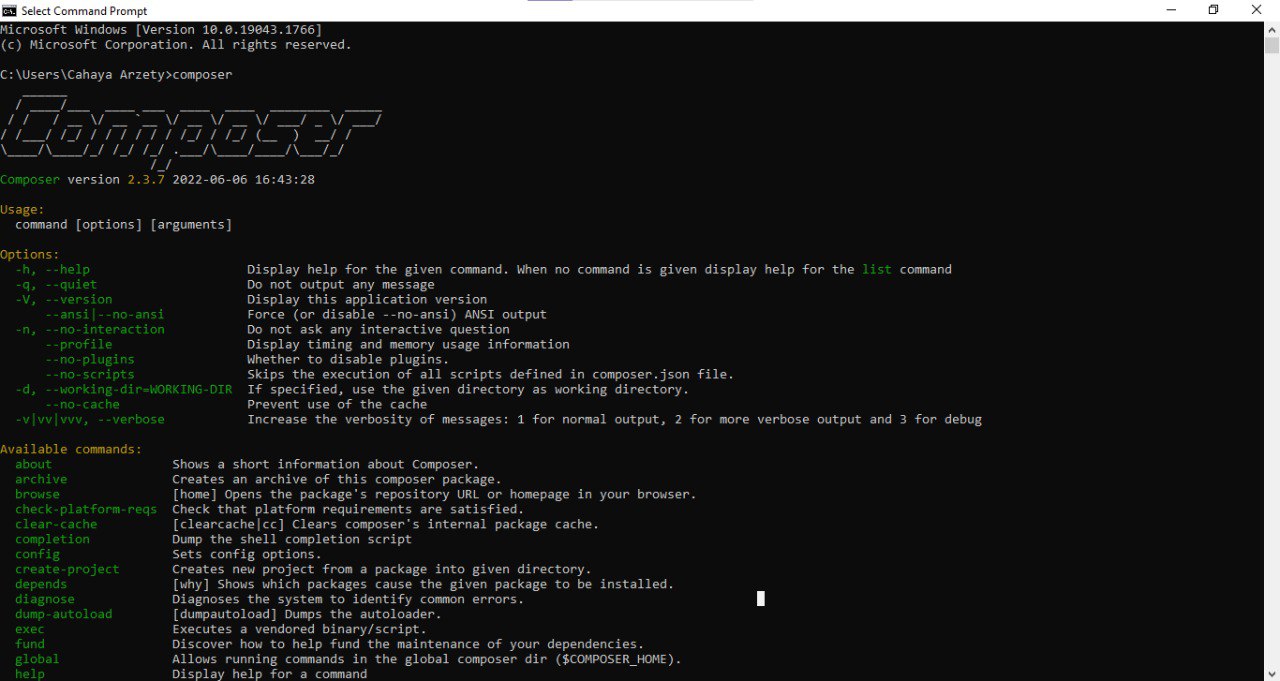 Select Command Prompt
Microsoft Windows [Version 10.0.19043.1766]
(c) Microsoft Corporation. All rights reserved.
C:\Users\Cahaya Arzety>composer
Composer
Composer version 2.3.7 2022-06-06 16:43:28
Usage:
command [options] [arguments]
Options:
-h, --help Display help for the given command. When no command is given display help for the list command
-q, --quiet Do not output any message
-V, --version Display this application version
--ansi|--no-ansi Force (or disable --no-ansi) ANSI output
-n, --no-interaction Do not ask any interactive question
--profile Display timing and memory usage information
--no-plugins Whether to disable plugins.
--no-scripts Skips the execution of all scripts defined in composer.json file.
-d, --working-dir=WORKING-DIR If specified, use the given directory as working directory.
--no-cache Prevent use of the cache
-v|vv|vvv, --verbose Increase the verbosity of messages: 1 for normal output, 2 for more verbose output and 3 for debug
Available commands:
about Shows a short information about Composer.
archive Creates an archive of this composer package.
browse [home] Opens the package's repository URL or homepage in your browser.
check-platform-reqs Check that platform requirements are satisfied.
clear-cache [clearcache|cc] Clears composer's internal package cache.
completion Dump the shell completion script
config Sets config options.
create-project Creates new project from a package into given directory.
depends [why] Shows which packages cause the given package to be installed.
diagnose Diagnoses the system to identify common errors.
dump-autoload [dumpautoload] Dumps the autoloader.
exec Executes a vendored binary/script.
fund Discover how to help fund the maintenance of your dependencies.
global Allows running commands in the global composer dir ($COMPOSER_HOME).
help Display help for a command